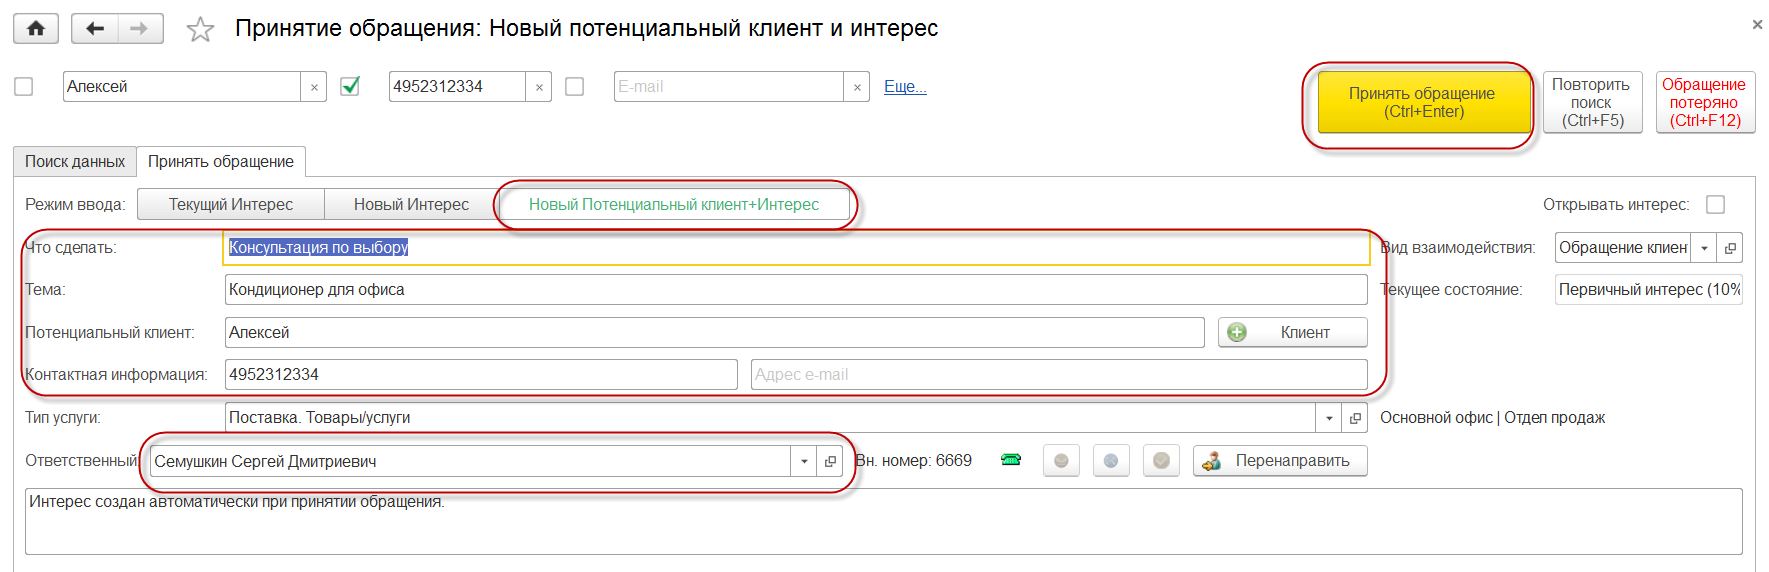 Принятие обращения: Новый потенциальный клиент и интерес
Алексей
4952312334
E-mail
Еще...
Принять обращение
(Ctrl+Enter)
Повторить
поиск
(Ctrl+F5)
Обращение
потеряно
(Ctrl+F12)
Поиск данных
Принять обращение
Режим ввода:
Текущий Интерес
Новый Интерес
Новый Потенциальный клиент+Интерес
Открывать интерес:
Что сделать:
Консультация по выбору
Вид взаимодействия:
Обращение клиен
Тема:
Кондиционер для офиса
Текущее состояние:
Первичный интерес (10%
Потенциальный клиент:
Алексей
Клиент
Контактная информация:
4952312334
Адрес e-mail
Тип услуги:
Поставка. Товары/услуги
Основной офис | Отдел продаж
Ответственный:
Семушкин Сергей Дмитриевич
Вн. номер: 6669
Перенаправить
Интерес создан автоматически при принятии обращения.